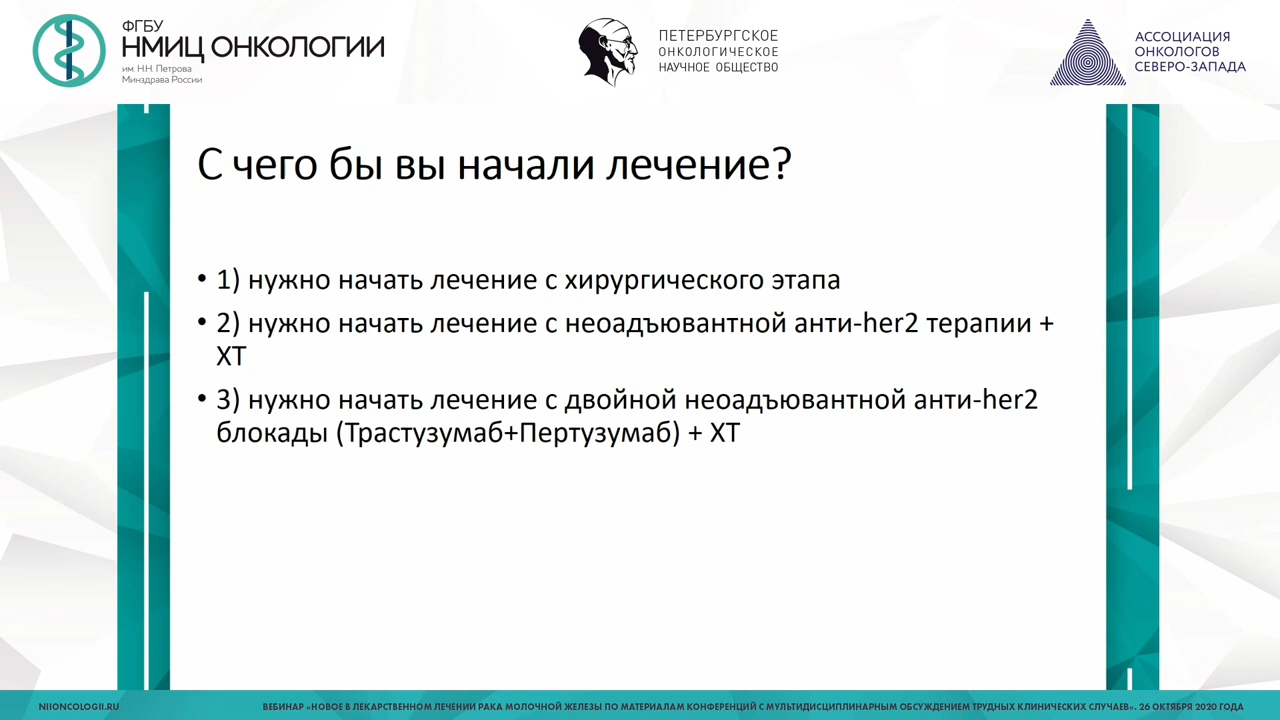 ФГБУ
НМИЦ ОНКОЛОГИИ
им. Н.Н. Петрова
Минздрава России
ПЕТЕРБУРГСКОЕ
ОНКОЛОГИЧЕСКОЕ
НАУЧНОЕ ОБЩЕСТВО
АССОЦИАЦИЯ
ОНКОЛОГОВ
СЕВЕРО-ЗАПАДА
С чего бы вы начали лечение?
• 1) нужно начать лечение с хирургического этапа
• 2) нужно начать лечение с неоадъювантной анти-her2 терапии +
ХТ
• 3) нужно начать лечение с двойной неоадъювантной анти-her2
блокады (Трастузумаб+Пертузумаб) + ХТ
NIIONCOLOGII.RU
ВЕБИНАР «НОВОЕ В ЛЕКАРСТВЕННОМ ЛЕЧЕНИИ РАКА МОЛОЧНОЙ ЖЕЛЕЗЫ ПО МАТЕРИАЛАМ КОНФЕРЕНЦИЙ С МУЛЬТИДИСЦИПЛИНАРНЫМ ОБСУЖДЕНИЕМ ТРУДНЫХ КЛИНИЧЕСКИХ СЛУЧАЕВ». 26 ОКТЯБРЯ 2020 ГОДА